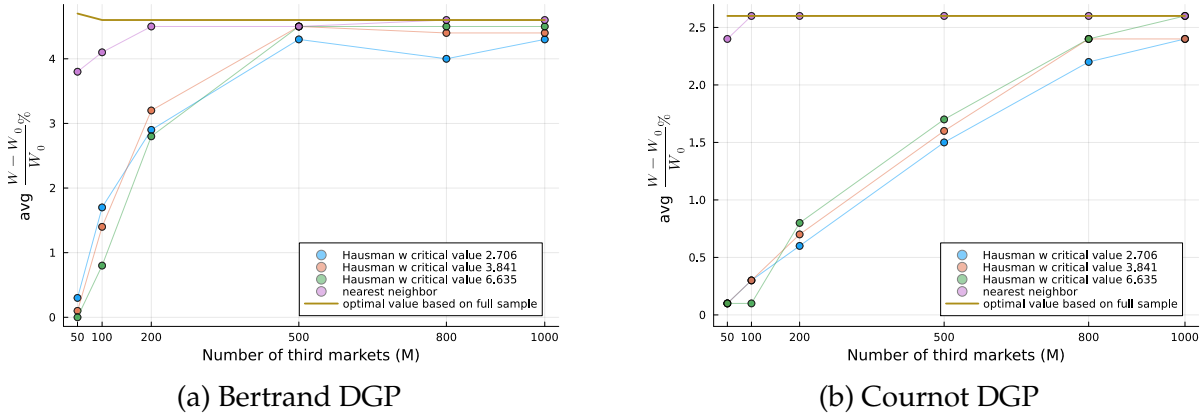 avg (W − W₀)/W₀ %
4
3
2
1
0
50 100 200 500 800 1000
Number of third markets (M)
Hausman w critical value 2.706
Hausman w critical value 3.841
Hausman w critical value 6.635
nearest neighbor
optimal value based on full sample
(a) Bertrand DGP
avg (W − W₀)/W₀ %
2.5
2.0
1.5
1.0
0.5
0
50 100 200 500 800 1000
Number of third markets (M)
Hausman w critical value 2.706
Hausman w critical value 3.841
Hausman w critical value 6.635
nearest neighbor
optimal value based on full sample
(b) Cournot DGP